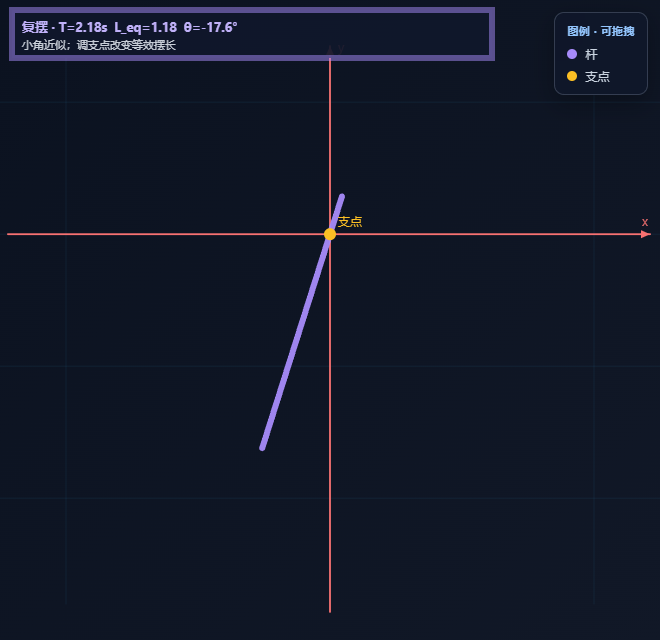 复摆 · T=2.18s L_eq=1.18 θ=-17.6°
小角近似；调支点改变等效摆长
图例 · 可拖拽
杆
支点
y
支点
x